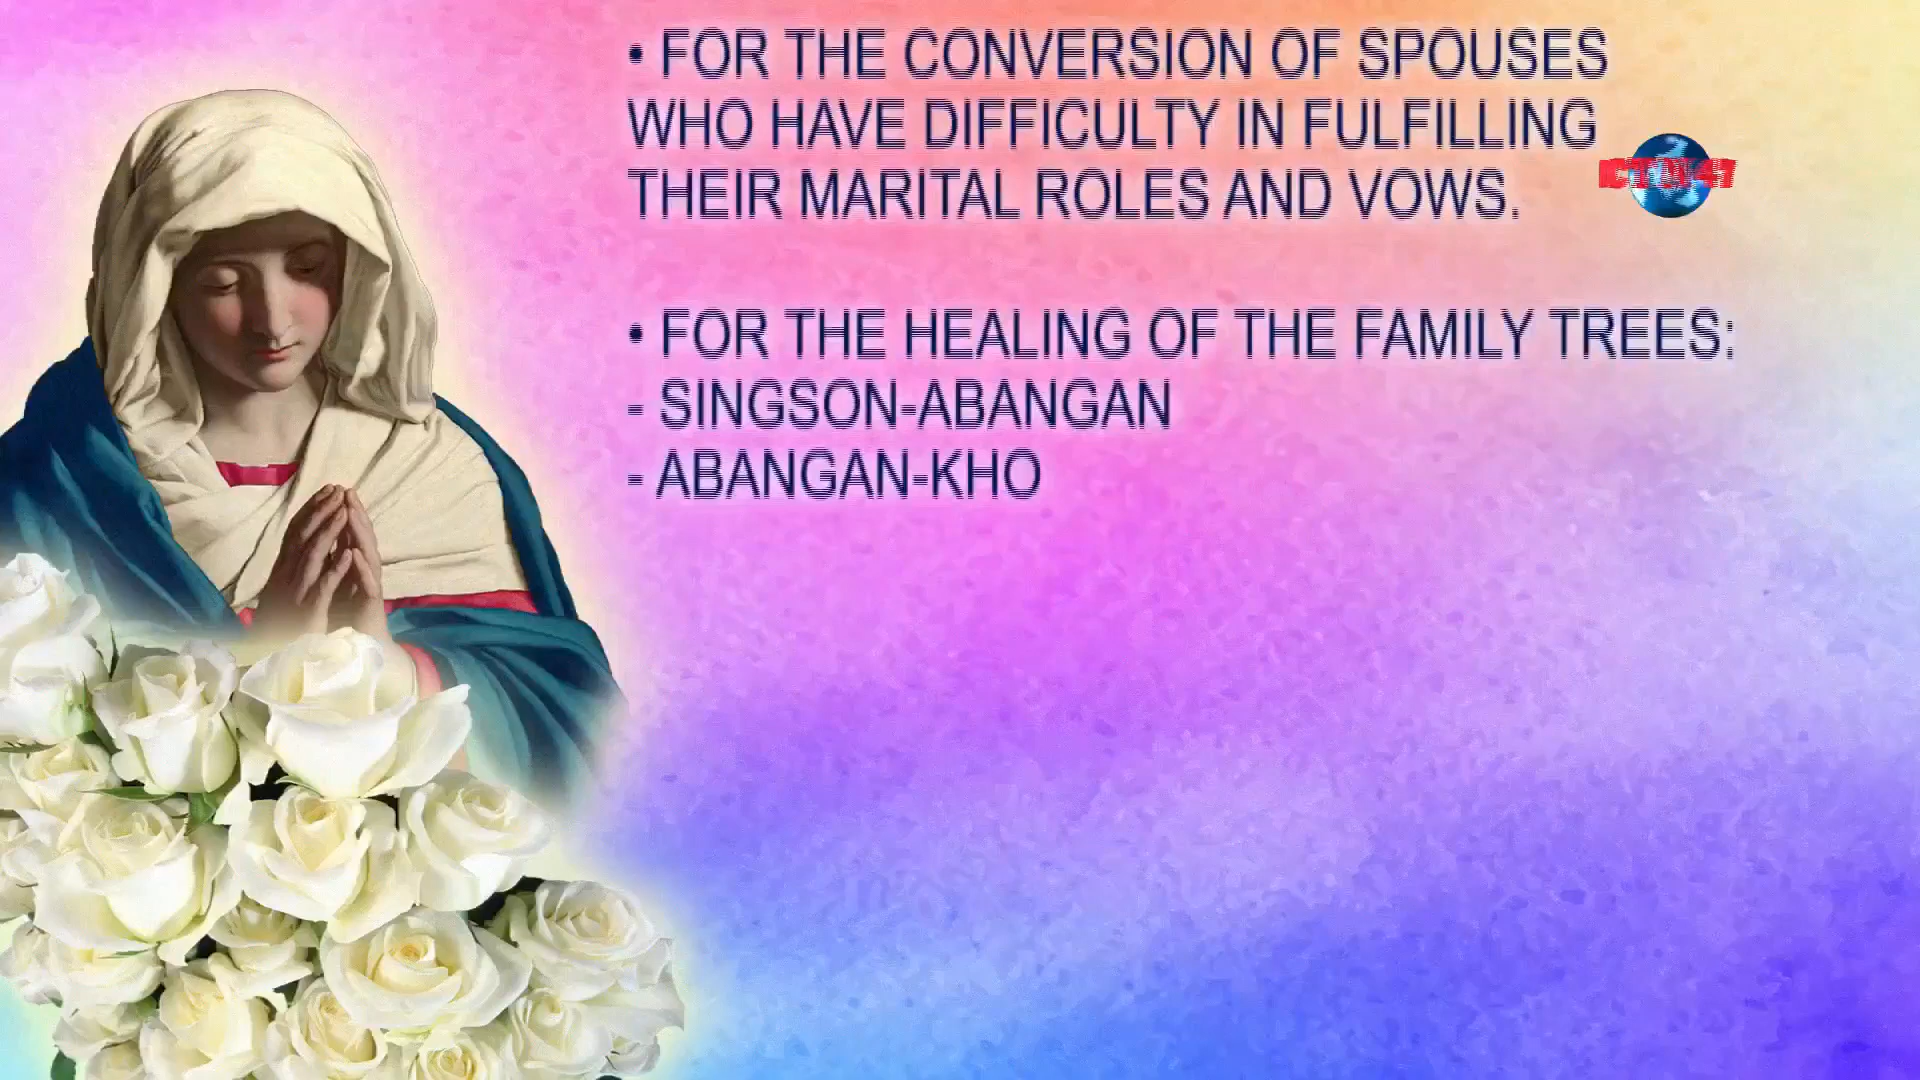 • FOR THE CONVERSION OF SPOUSES
WHO HAVE DIFFICULTY IN FULFILLING
THEIR MARITAL ROLES AND VOWS.
• FOR THE HEALING OF THE FAMILY TREES:
- SINGSON-ABANGAN
- ABANGAN-KHO